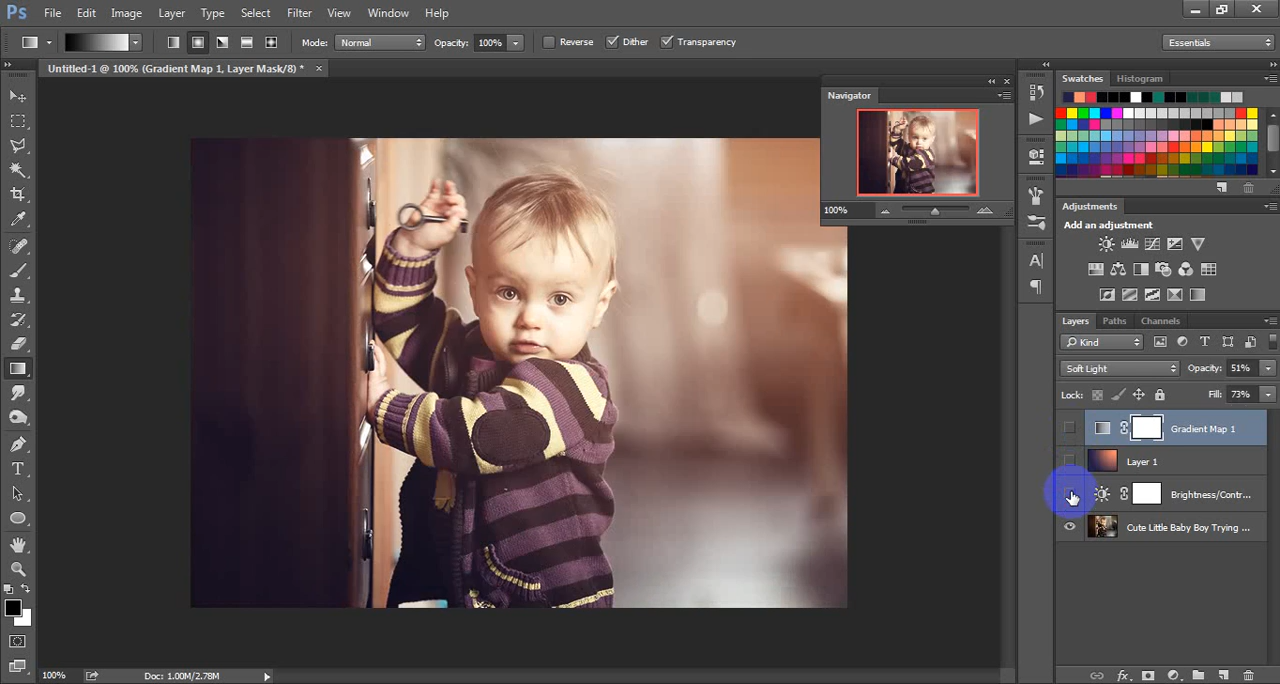 Ps File Edit Image Layer Type Select Filter View Window Help
Mode: Normal Opacity: 100% Reverse Dither Transparency Essentials
Untitled-1 @ 100% (Gradient Map 1, Layer Mask/8) * ×
Navigator
100%
Swatches Histogram
Adjustments
Add an adjustment
Layers Paths Channels
Kind
Soft Light Opacity: 51%
Lock: Fill: 73%
Gradient Map 1
Layer 1
Brightness/Contr...
Cute Little Baby Boy Trying ...
100% Doc: 1.00M/2.78M